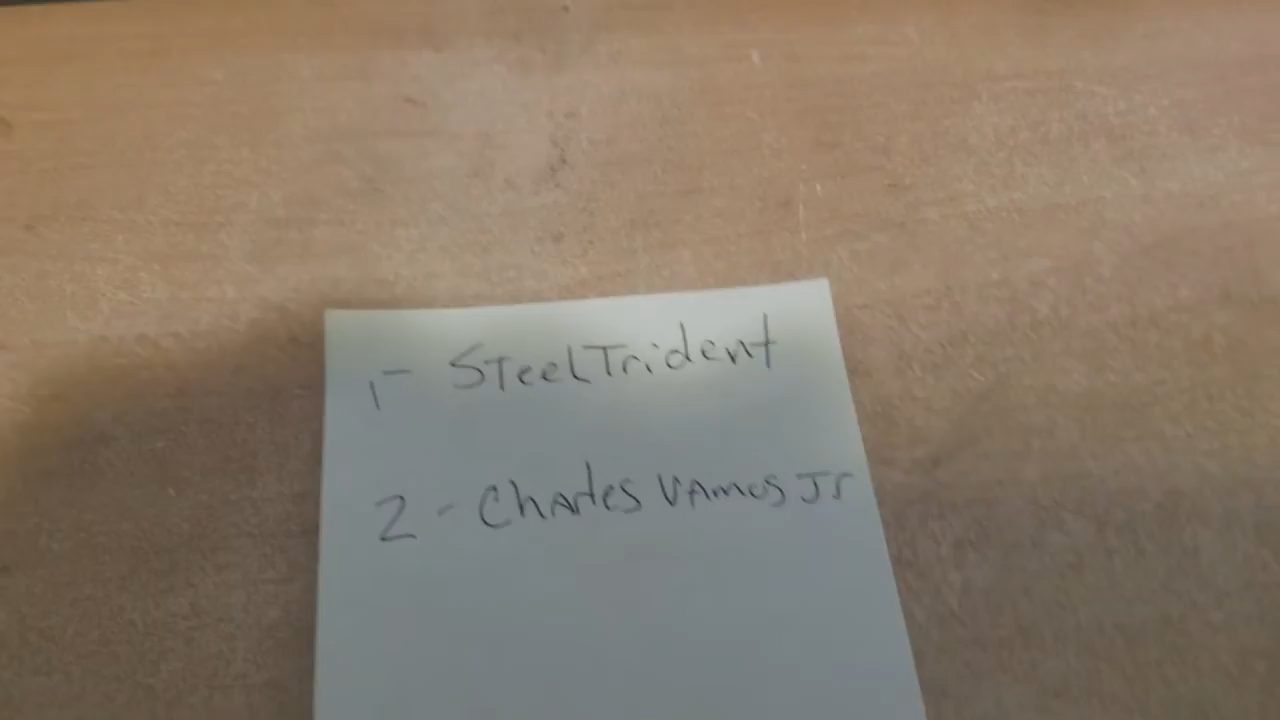 1- SteelTrident
2- Charles VAmos Jr